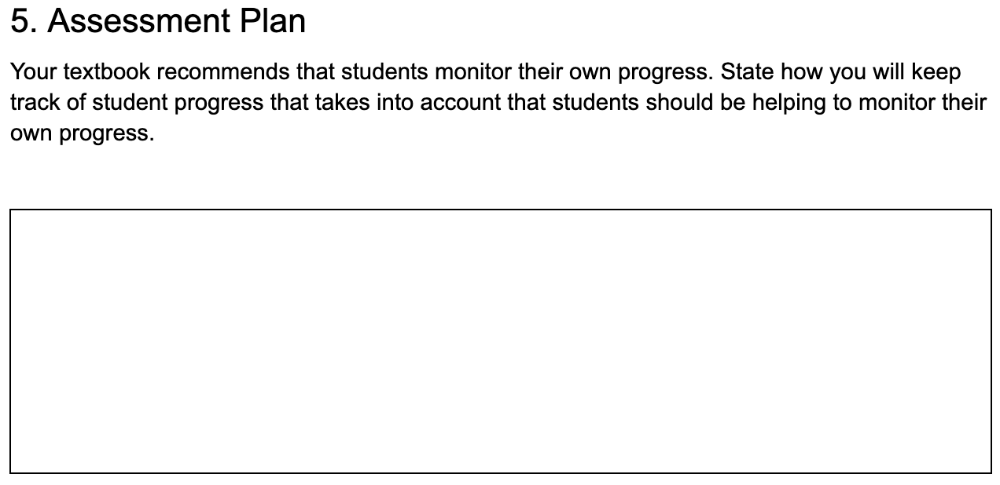 5. Assessment Plan
Your textbook recommends that students monitor their own progress. State how you will keep
track of student progress that takes into account that students should be helping to monitor their
own progress.